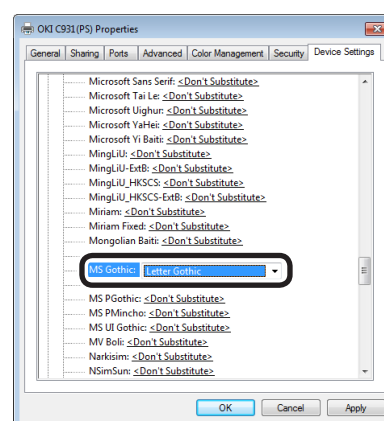 OKI C931(PS) Properties
General Sharing Ports Advanced Color Management Security Device Settings
Microsoft Sans Serif: <Don't Substitute>
Microsoft Tai Le: <Don't Substitute>
Microsoft Uighur: <Don't Substitute>
Microsoft YaHei: <Don't Substitute>
Microsoft Yi Baiti: <Don't Substitute>
MingLiU: <Don't Substitute>
MingLiU-ExtB: <Don't Substitute>
MingLiU_HKSCS: <Don't Substitute>
MingLiU_HKSCS-ExtB: <Don't Substitute>
Miriam: <Don't Substitute>
Miriam Fixed: <Don't Substitute>
Mongolian Baiti: <Don't Substitute>
MS Gothic: Letter Gothic
MS PGothic: <Don't Substitute>
MS PMincho: <Don't Substitute>
MS UI Gothic: <Don't Substitute>
MV Boli: <Don't Substitute>
Narkisim: <Don't Substitute>
NSimSun: <Don't Substitute>
OK Cancel Apply